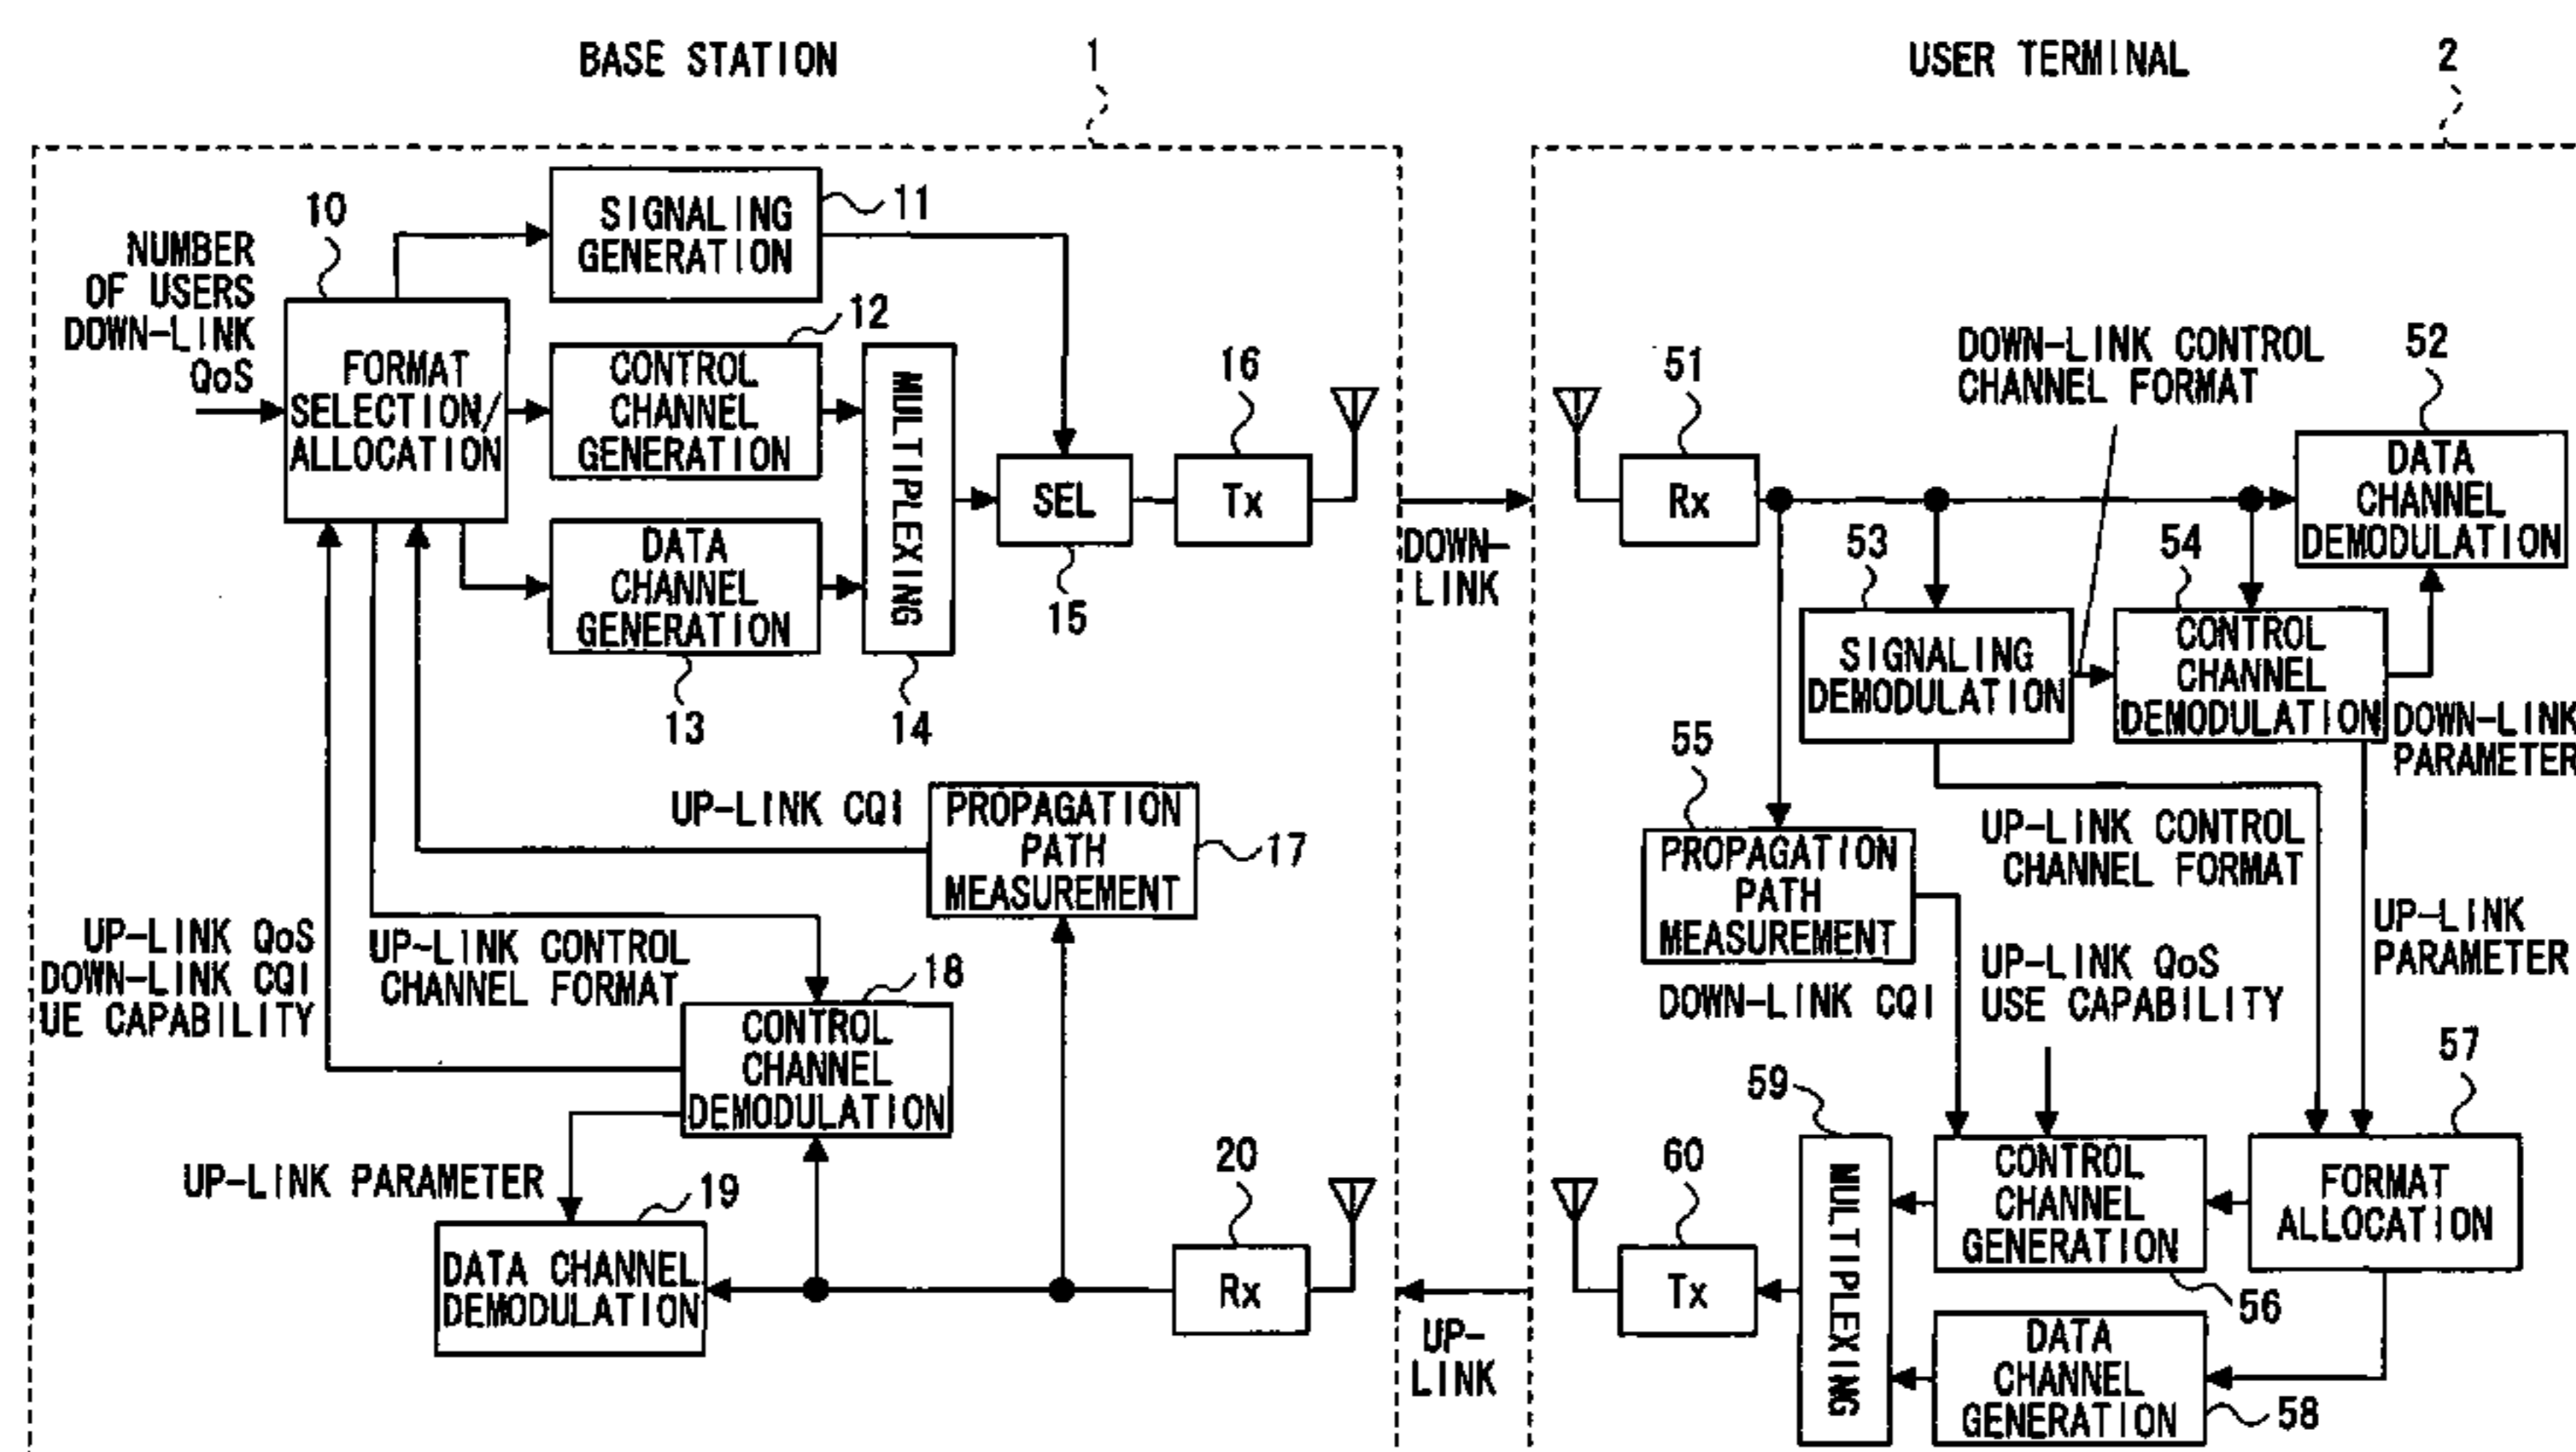 BASE STATION
1
USER TERMINAL
2
NUMBER
OF USERS
DOWN-LINK
QoS
10
FORMAT
SELECTION/
ALLOCATION
SIGNALING
GENERATION
11
12
CONTROL
CHANNEL
GENERATION
DATA
CHANNEL
GENERATION
13
MULTIPLEXING
14
SEL
15
16
Tx
DOWN-
LINK
UP-LINK CQI
PROPAGATION
PATH
MEASUREMENT
17
UP-LINK QoS
DOWN-LINK CQI
UE CAPABILITY
UP-LINK CONTROL
CHANNEL FORMAT
18
CONTROL
CHANNEL
DEMODULATION
UP-LINK PARAMETER
19
DATA CHANNEL
DEMODULATION
20
Rx
UP-
LINK
51
Rx
DOWN-LINK CONTROL
CHANNEL FORMAT
52
DATA
CHANNEL
DEMODULATION
53
SIGNALING
DEMODULATION
54
CONTROL
CHANNEL
DEMODULATION
DOWN-LINK
PARAMETER
55
PROPAGATION
PATH
MEASUREMENT
DOWN-LINK CQI
UP-LINK CONTROL
CHANNEL FORMAT
UP-LINK QoS
USE CAPABILITY
UP-LINK
PARAMETER
57
FORMAT
ALLOCATION
CONTROL
CHANNEL
GENERATION
56
DATA
CHANNEL
GENERATION
58
59
MULTIPLEXING
60
Tx